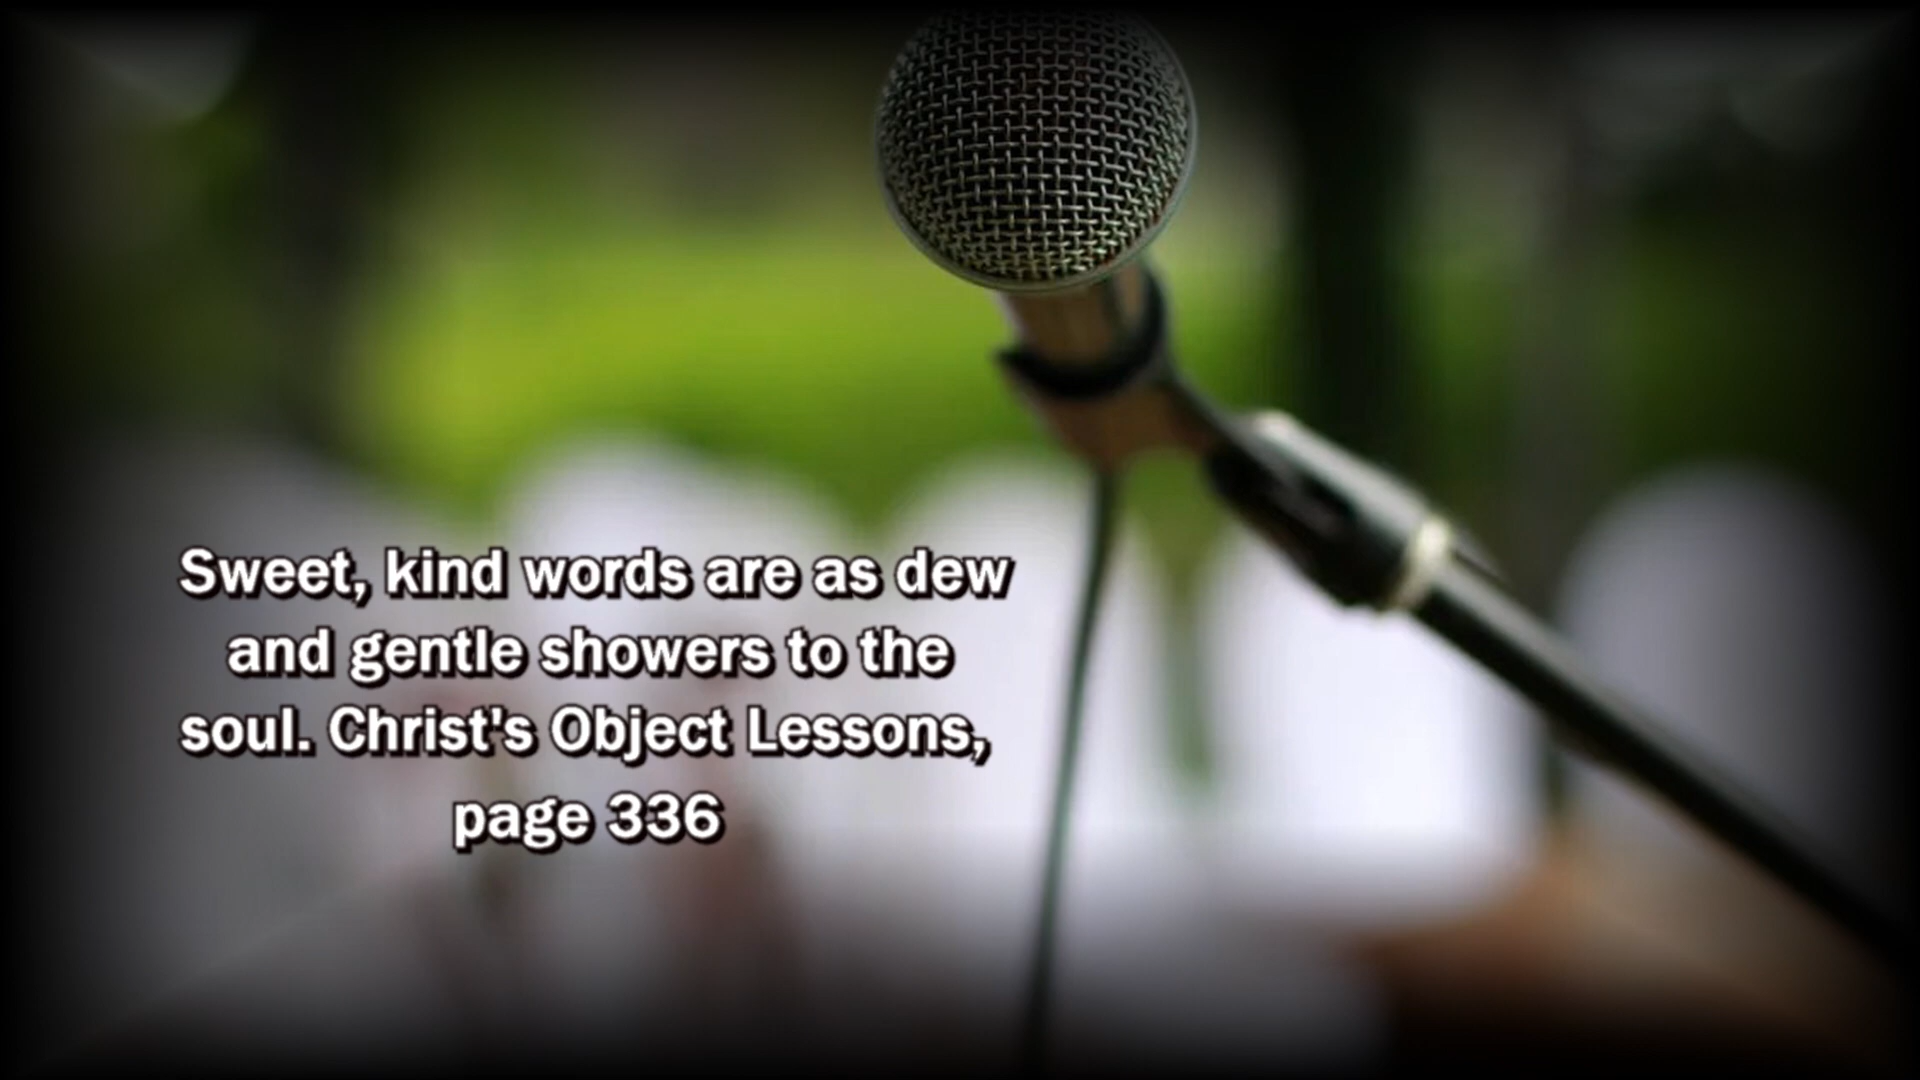 Sweet, kind words are as dew
and gentle showers to the
soul. Christ's Object Lessons,
page 336